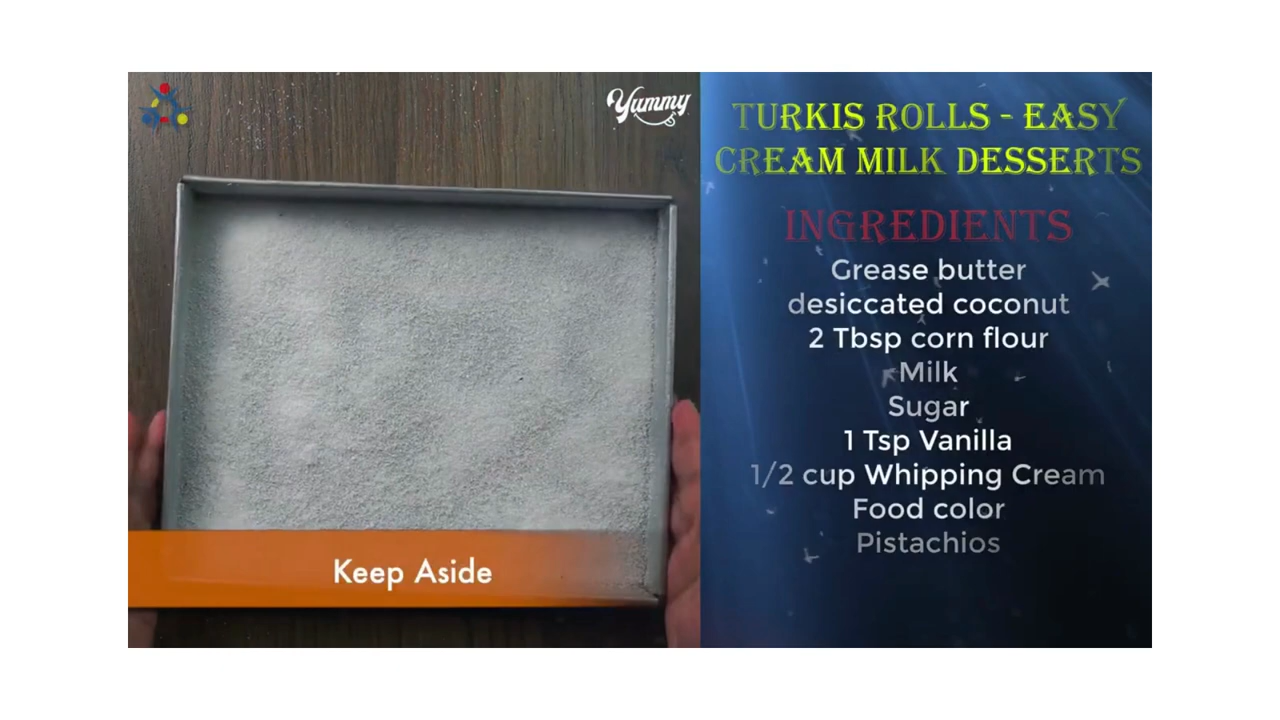 Yummy
Keep Aside
TURKIS ROLLS - EASY
CREAM MILK DESSERTS
INGREDIENTS
Grease butter
desiccated coconut
2 Tbsp corn flour
Milk
Sugar
1 Tsp Vanilla
1/2 cup Whipping Cream
Food color
Pistachios